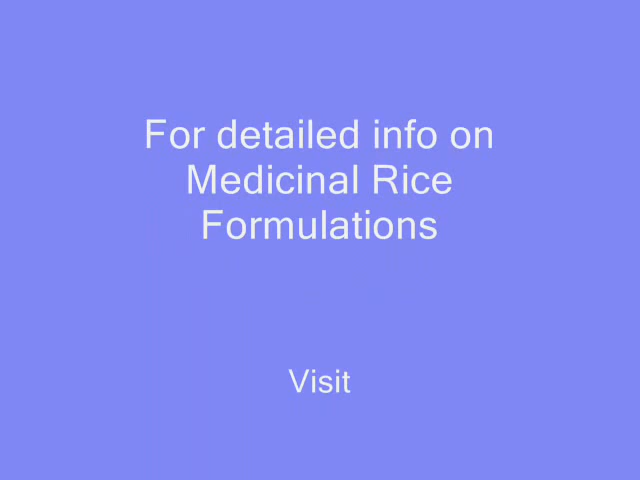 For detailed info on
Medicinal Rice
Formulations
Visit